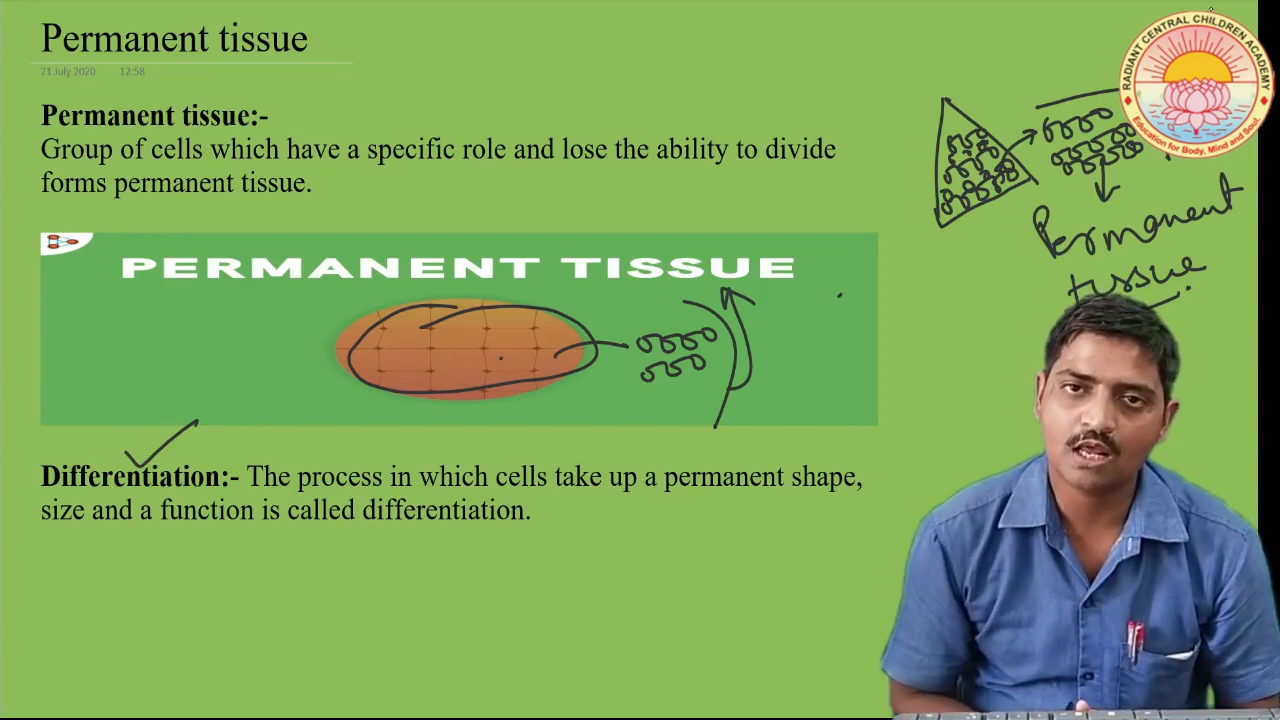 Permanent tissue
21 July 2020 12:58
Permanent tissue:-
Group of cells which have a specific role and lose the ability to divide
forms permanent tissue.
PERMANENT TISSUE
Differentiation:- The process in which cells take up a permanent shape,
size and a function is called differentiation.
Permanent
tissue
RADIANT CENTRAL CHILDREN ACADEMY
Education for Body, Mind and Soul.